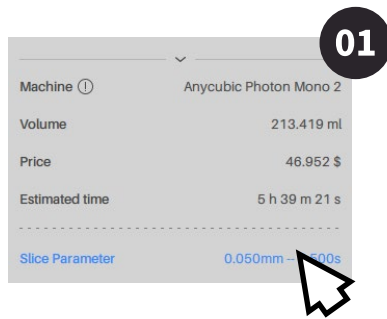 01
Machine Anycubic Photon Mono 2
Volume 213.419 ml
Price 46.952 $
Estimated time 5 h 39 m 21 s
Slice Parameter 0.050mm -- 500s